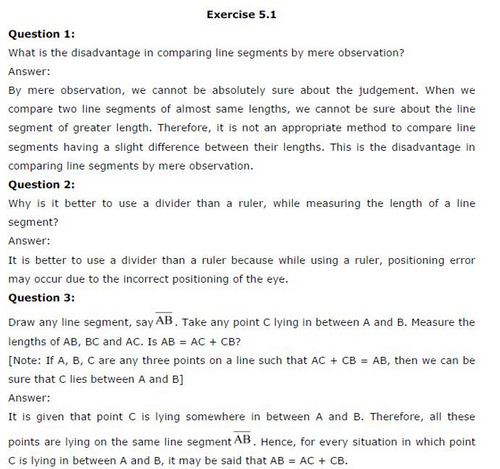 Exercise 5.1
Question 1:
What is the disadvantage in comparing line segments by mere observation?
Answer:
By mere observation, we cannot be absolutely sure about the judgement. When we
compare two line segments of almost same lengths, we cannot be sure about the line
segment of greater length. Therefore, it is not an appropriate method to compare line
segments having a slight difference between their lengths. This is the disadvantage in
comparing line segments by mere observation.
Question 2:
Why is it better to use a divider than a ruler, while measuring the length of a line
segment?
Answer:
It is better to use a divider than a ruler because while using a ruler, positioning error
may occur due to the incorrect positioning of the eye.
Question 3:
Draw any line segment, say A̅B̅. Take any point C lying in between A and B. Measure the
lengths of AB, BC and AC. Is AB = AC + CB?
[Note: If A, B, C are any three points on a line such that AC + CB = AB, then we can be
sure that C lies between A and B]
Answer:
It is given that point C is lying somewhere in between A and B. Therefore, all these
points are lying on the same line segment A̅B̅. Hence, for every situation in which point
C is lying in between A and B, it may be said that AB = AC + CB.